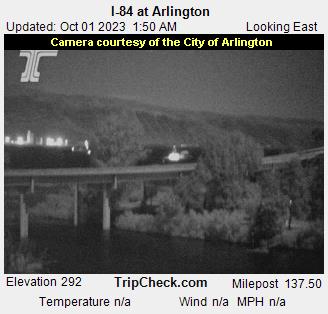 I-84 at Arlington
Updated: Oct 01 2023 1:50 AM Looking East
Camera courtesy of the City of Arlington
Elevation 292 TripCheck.com Milepost 137.50
Temperature n/a Wind n/a MPH n/a